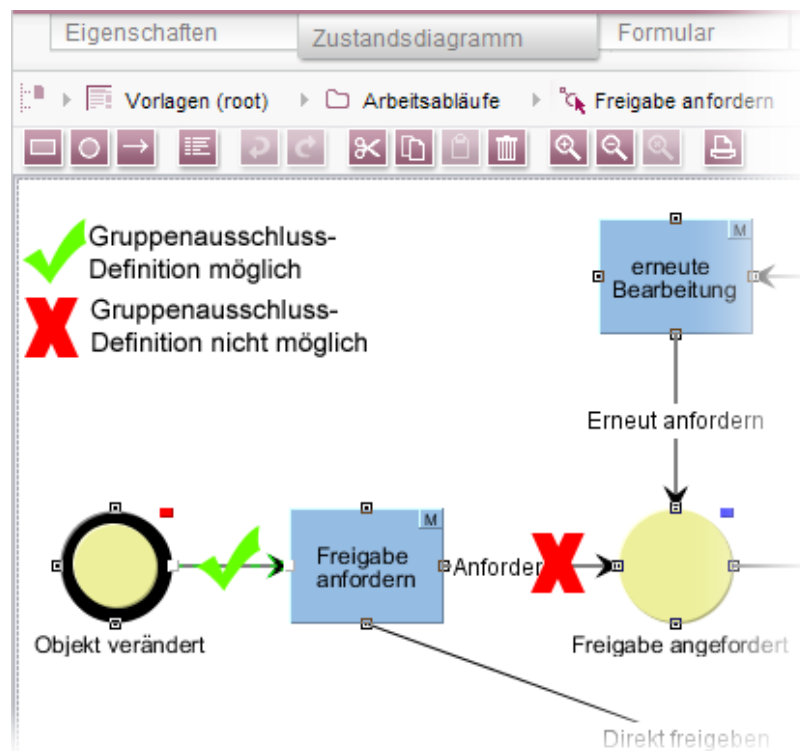 Eigenschaften Zustandsdiagramm Formular
Vorlagen (root) Arbeitsabläufe Freigabe anfordern
Gruppenausschluss-
Definition möglich
Gruppenausschluss-
Definition nicht möglich
M
erneute
Bearbeitung
Erneut anfordern
M
Freigabe
anfordern
Anforder
Objekt verändert
Freigabe angefordert
Direkt freigeben